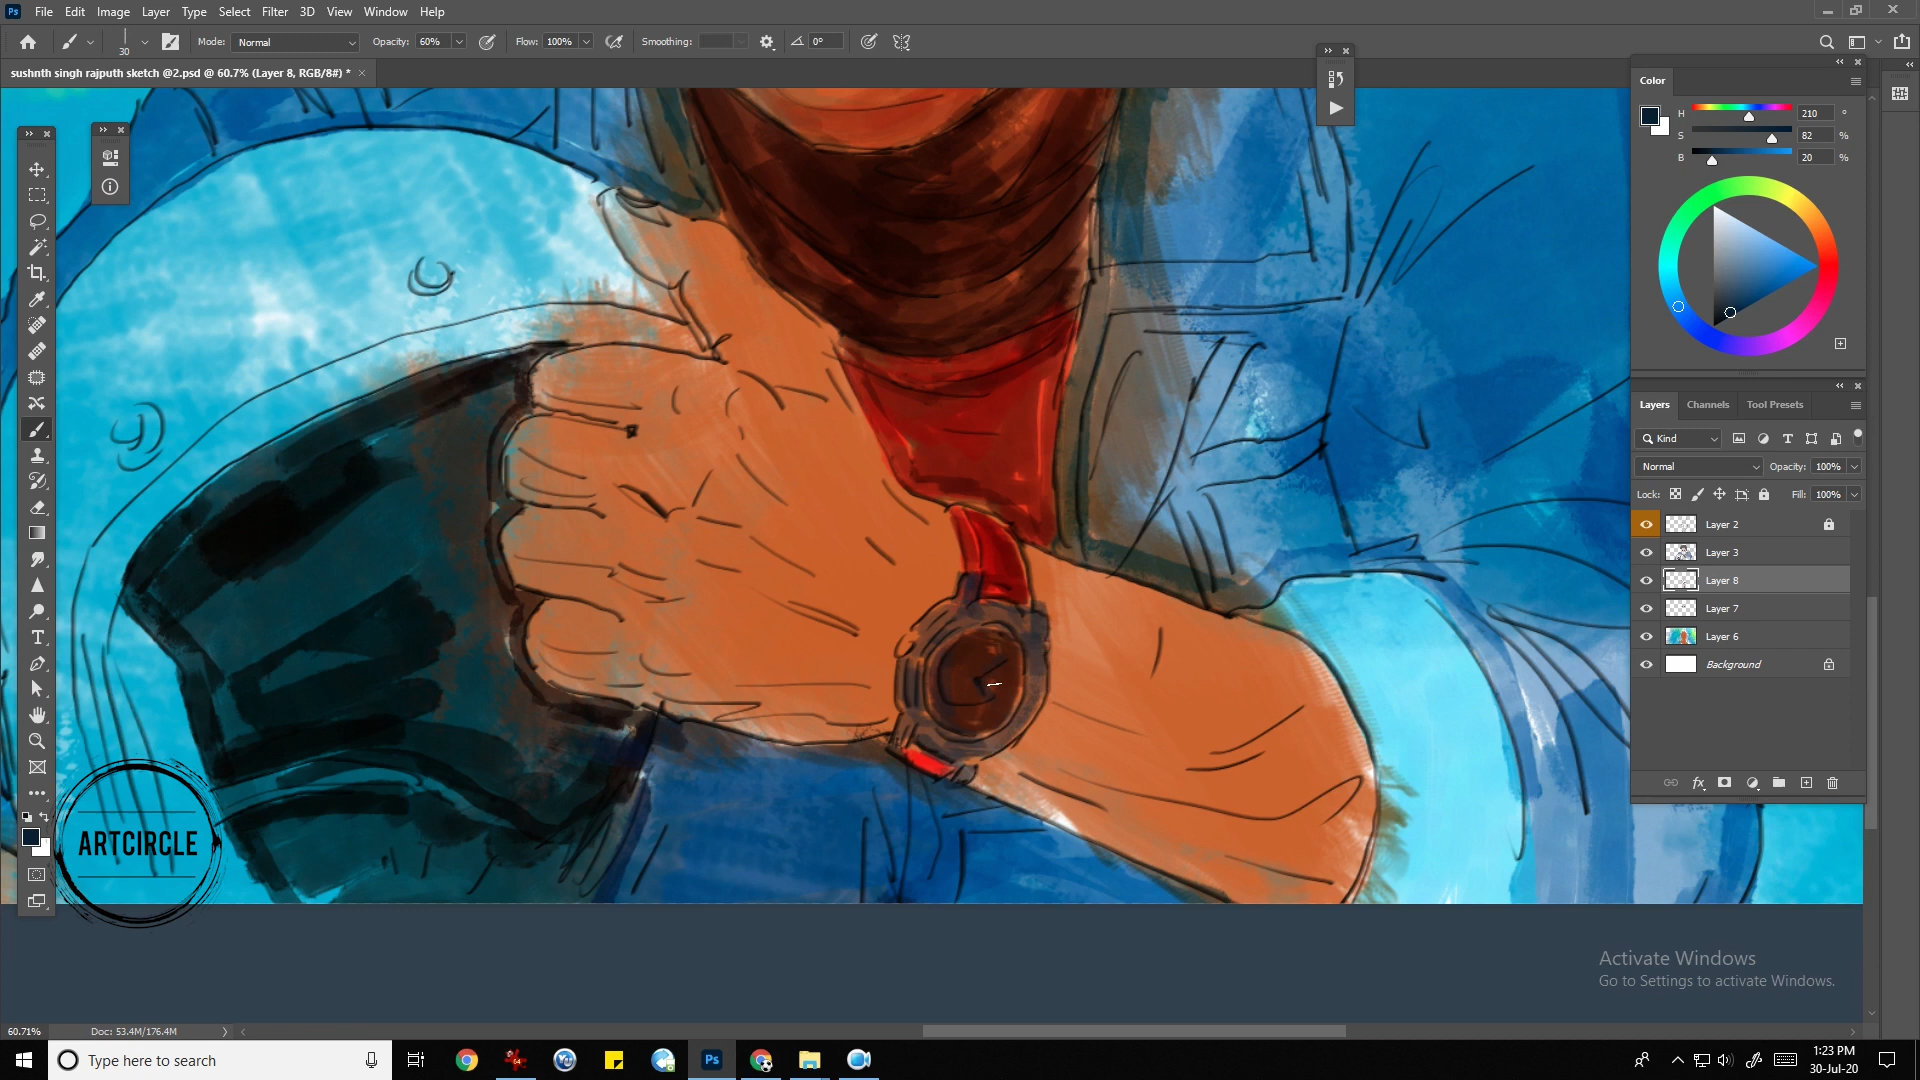 Ps File Edit Image Layer Type Select Filter 3D View Window Help
30 Mode: Normal Opacity: 60% Flow: 100% Smoothing: 0°
sushnth singh rajputh sketch @2.psd @ 60.7% (Layer 8, RGB/8#) *
Color
H 210 °
S 82 %
B 20 %
Layers Channels Tool Presets
Kind
Normal Opacity: 100%
Lock: Fill: 100%
Layer 2
Layer 3
Layer 8
Layer 7
Layer 6
Background
ARTCIRCLE
Activate Windows
Go to Settings to activate Windows.
60.71% Doc: 53.4M/176.4M
Type here to search
Ps
1:23 PM
30-Jul-20